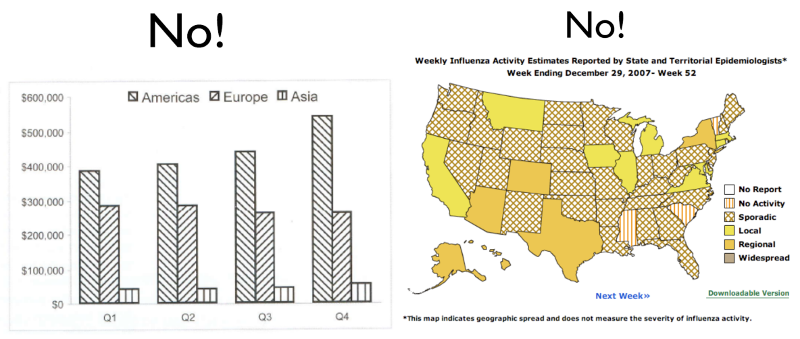 No!
$600,000
$500,000
$400,000
$300,000
$200,000
$100,000
$0
Americas Europe Asia
Q1 Q2 Q3 Q4
No!
Weekly Influenza Activity Estimates Reported by State and Territorial Epidemiologists*
Week Ending December 29, 2007- Week 52
No Report
No Activity
Sporadic
Local
Regional
Widespread
Next Week»
Downloadable Version
*This map indicates geographic spread and does not measure the severity of influenza activity.